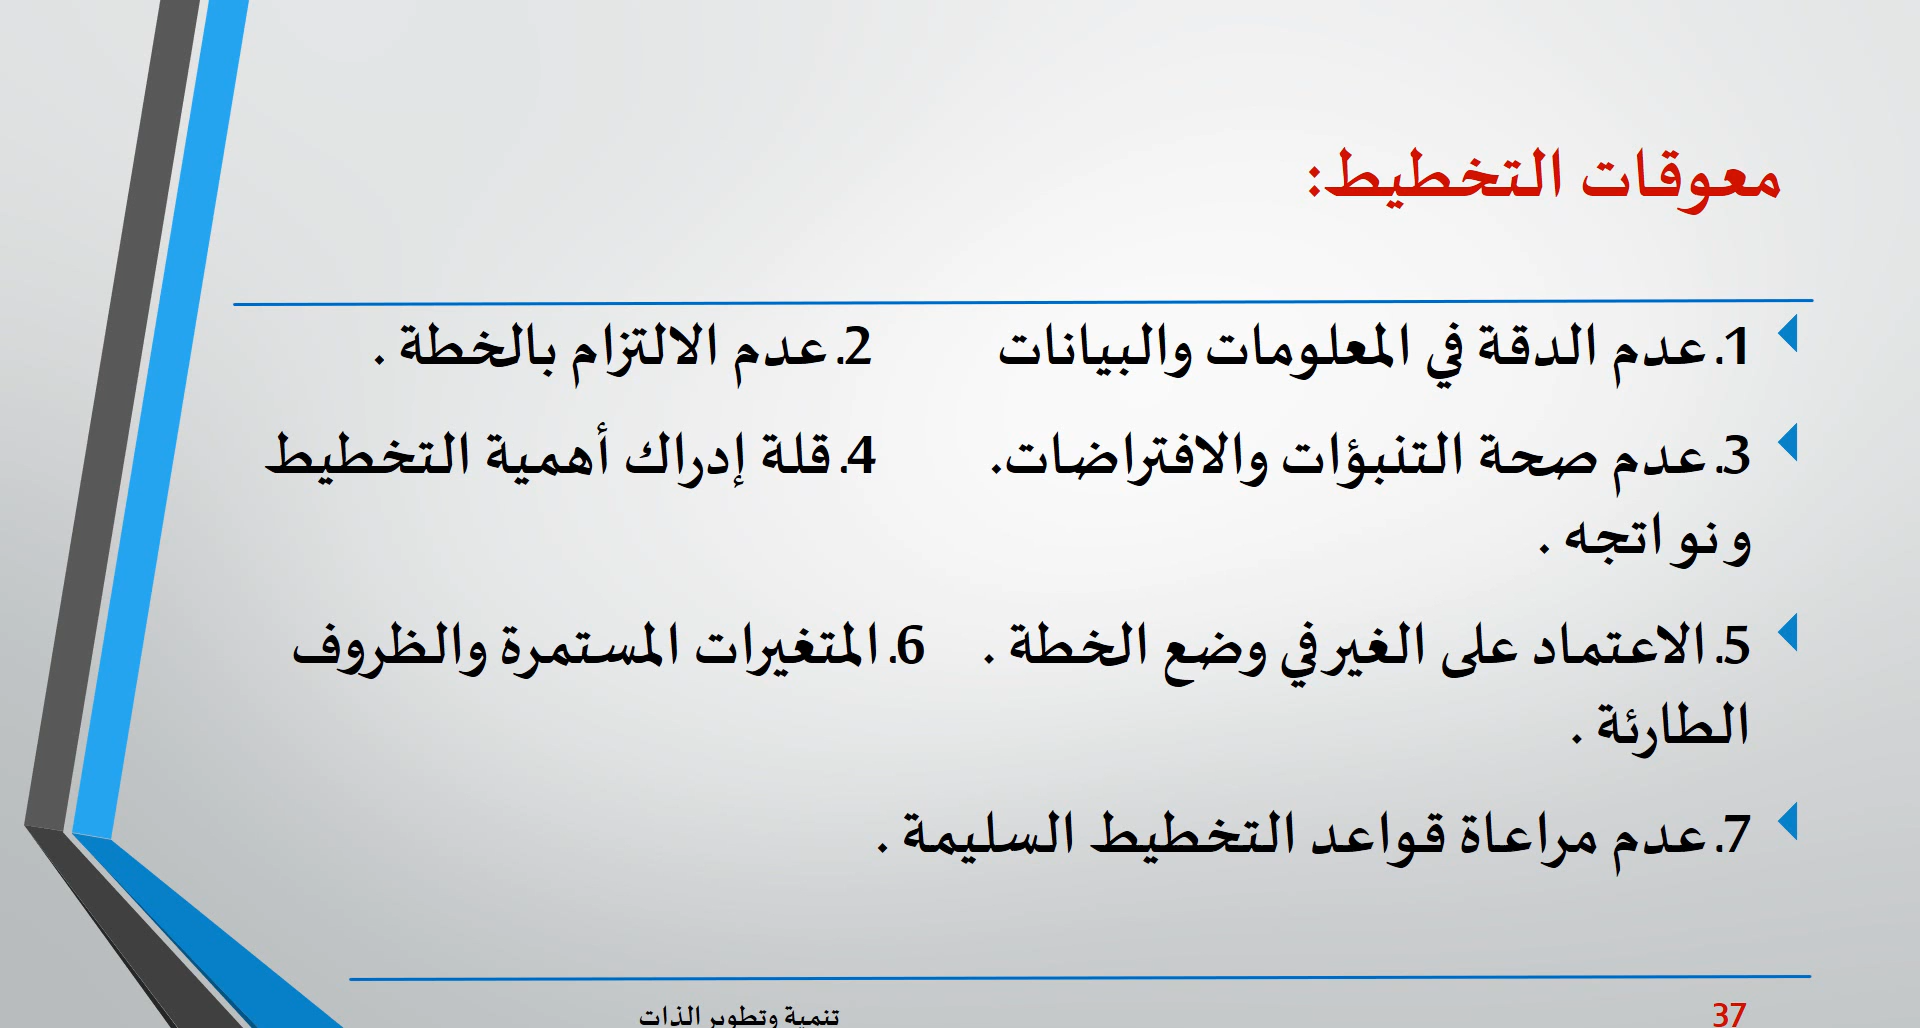 معوقات التخطيط:
1. عدم الدقة في المعلومات والبيانات 2. عدم الالتزام بالخطة .
3. عدم صحة التنبؤات والافتراضات. 4. قلة إدراك أهمية التخطيط
ونواتجه .
5. الاعتماد على الغير في وضع الخطة . 6. المتغيرات المستمرة والظروف
الطارئة .
7. عدم مراعاة قواعد التخطيط السليمة .
37 تنمية وتطوير الذات